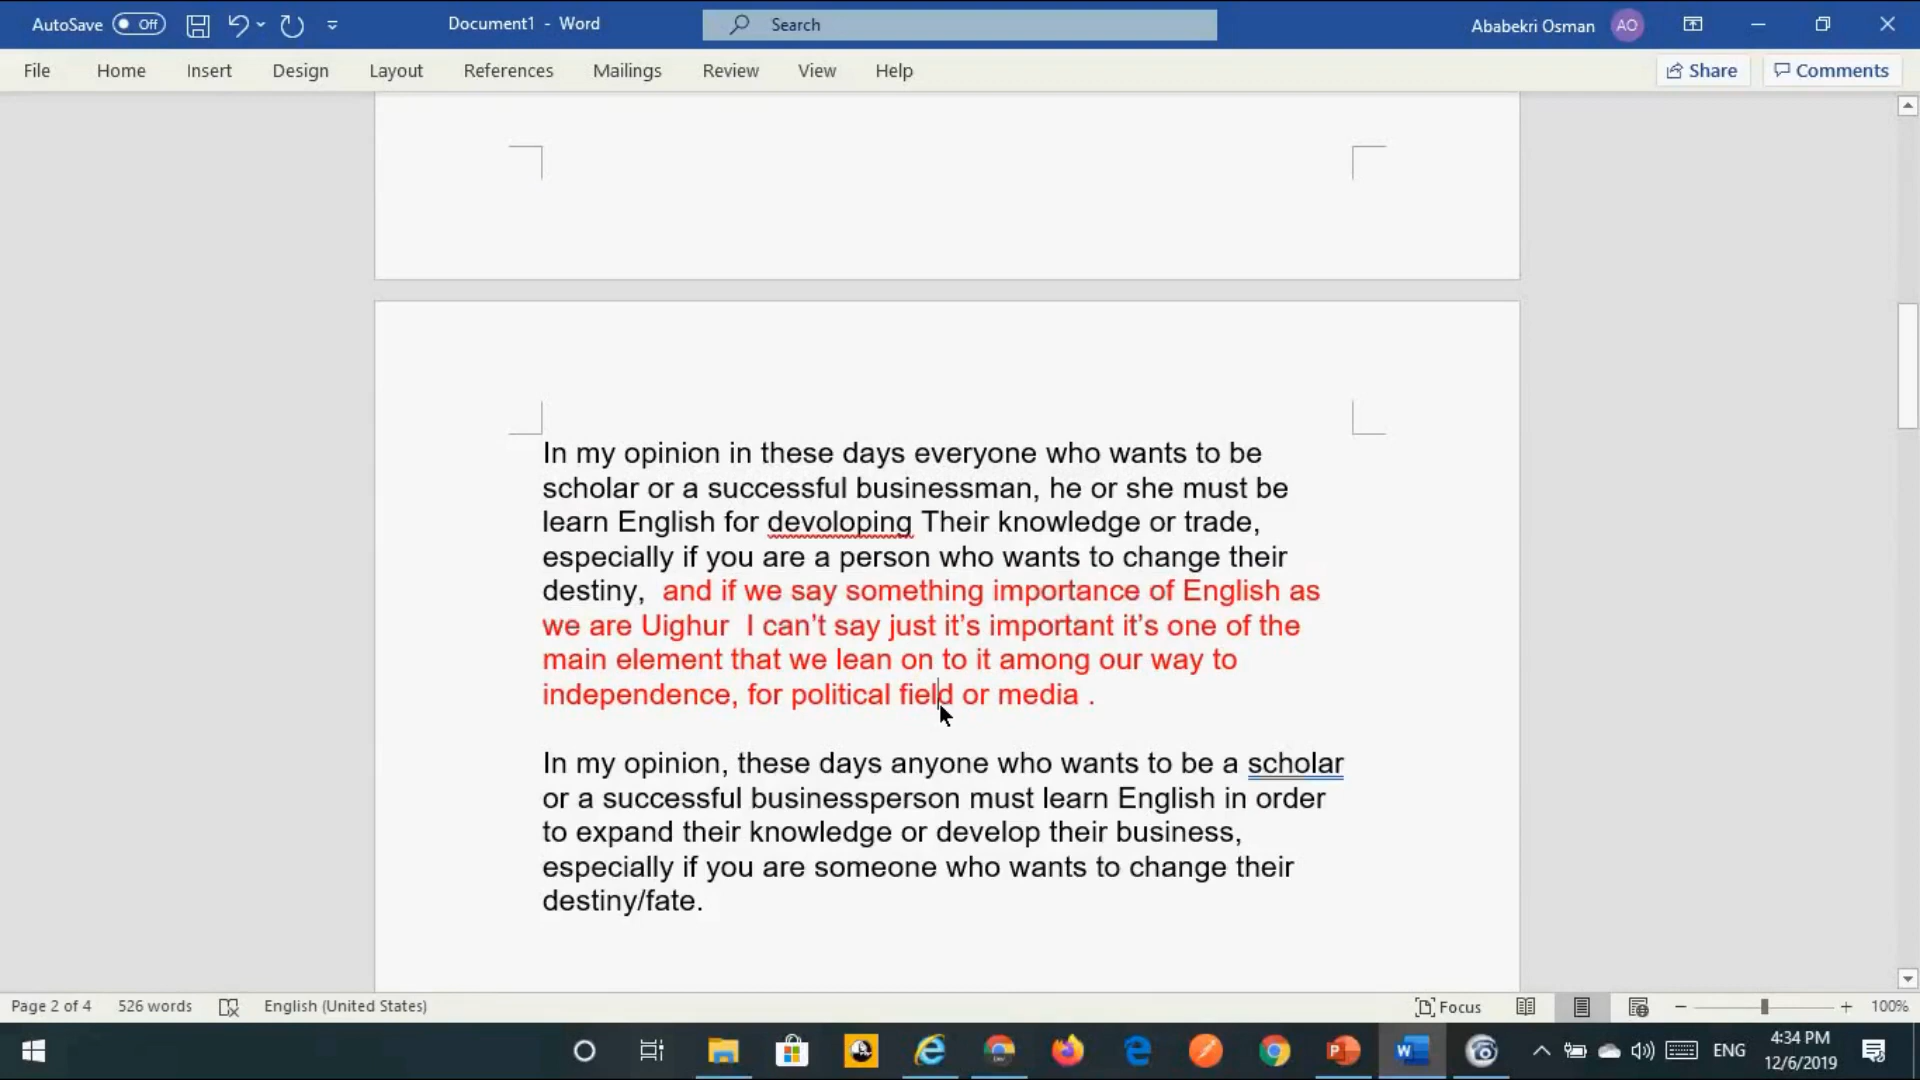 AutoSave Off Document1 - Word Search Ababekri Osman AO
File Home Insert Design Layout References Mailings Review View Help Share Comments
In my opinion in these days everyone who wants to be
scholar or a successful businessman, he or she must be
learn English for devoloping Their knowledge or trade,
especially if you are a person who wants to change their
destiny, and if we say something importance of English as
we are Uighur I can’t say just it’s important it’s one of the
main element that we lean on to it among our way to
independence, for political field or media .
In my opinion, these days anyone who wants to be a scholar
or a successful businessperson must learn English in order
to expand their knowledge or develop their business,
especially if you are someone who wants to change their
destiny/fate.
Page 2 of 4 526 words English (United States) Focus 100%
ENG 4:34 PM
12/6/2019